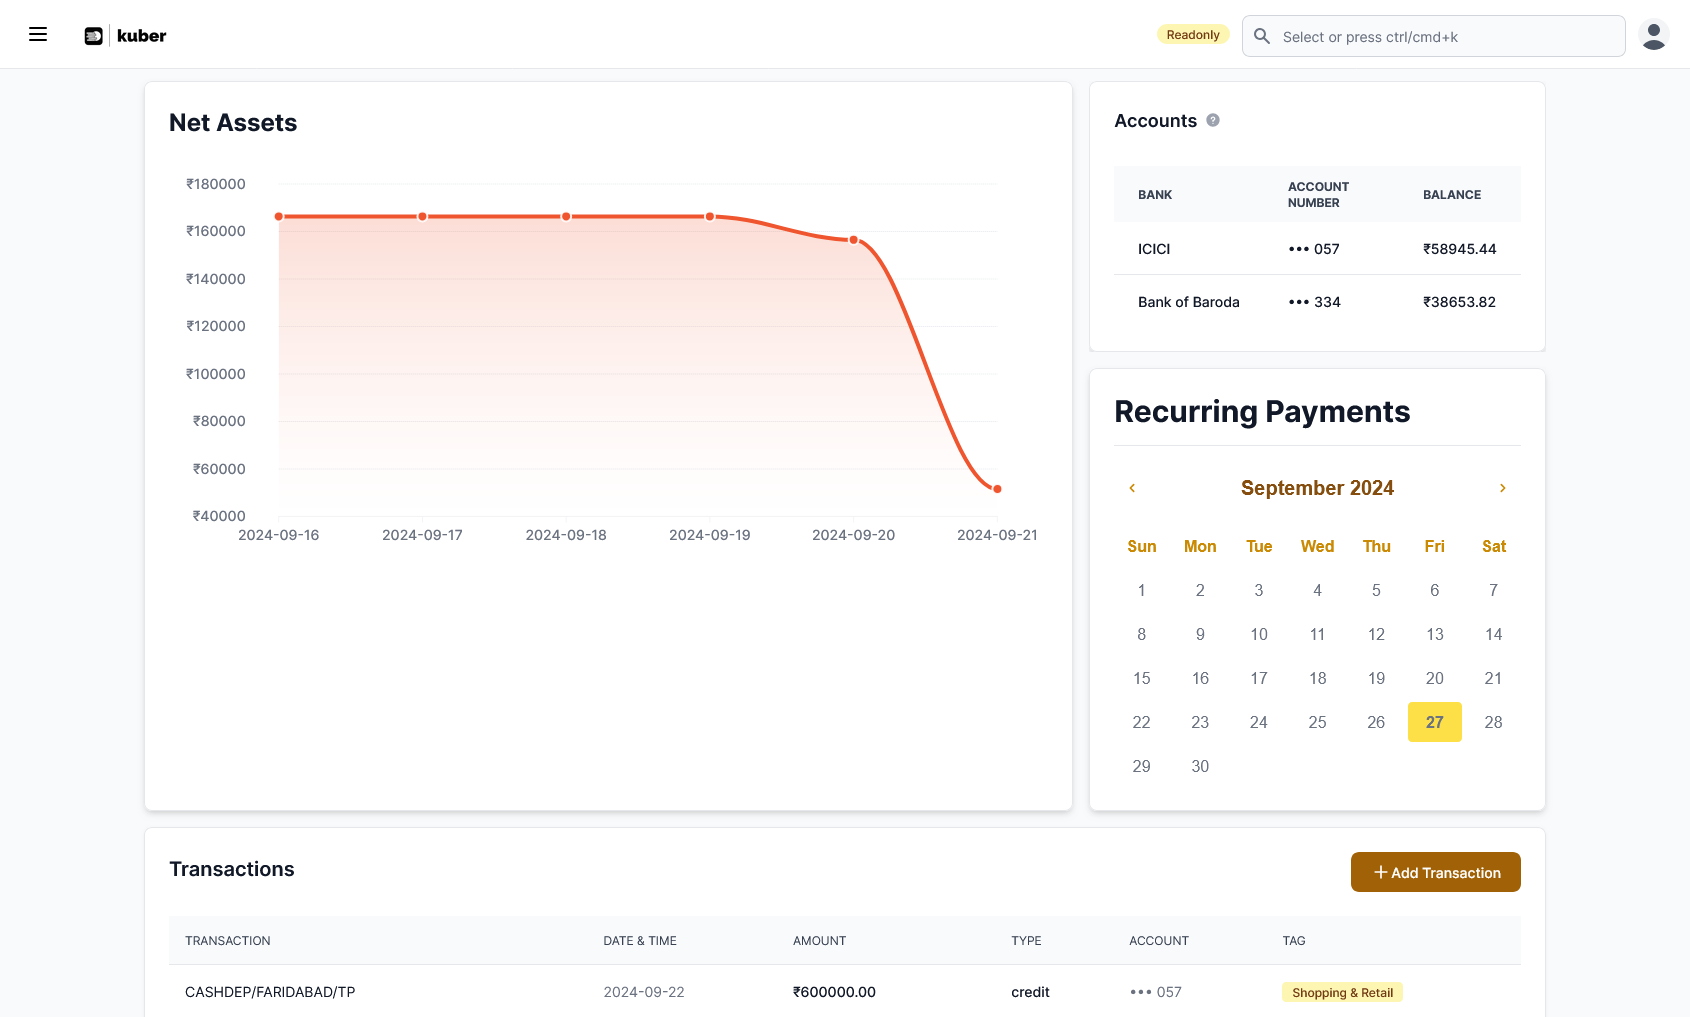 kuber
Readonly
Select or press ctrl/cmd+k
Net Assets
₹180000
₹160000
₹140000
₹120000
₹100000
₹80000
₹60000
₹40000
2024-09-16 2024-09-17 2024-09-18 2024-09-19 2024-09-20 2024-09-21
Accounts ?
BANK ACCOUNT NUMBER BALANCE
ICICI ••• 057 ₹58945.44
Bank of Baroda ••• 334 ₹38653.82
Recurring Payments
‹ September 2024 ›
Sun Mon Tue Wed Thu Fri Sat
1 2 3 4 5 6 7
8 9 10 11 12 13 14
15 16 17 18 19 20 21
22 23 24 25 26 27 28
29 30
Transactions
+ Add Transaction
TRANSACTION DATE & TIME AMOUNT TYPE ACCOUNT TAG
CASHDEP/FARIDABAD/TP 2024-09-22 ₹600000.00 credit ••• 057 Shopping & Retail